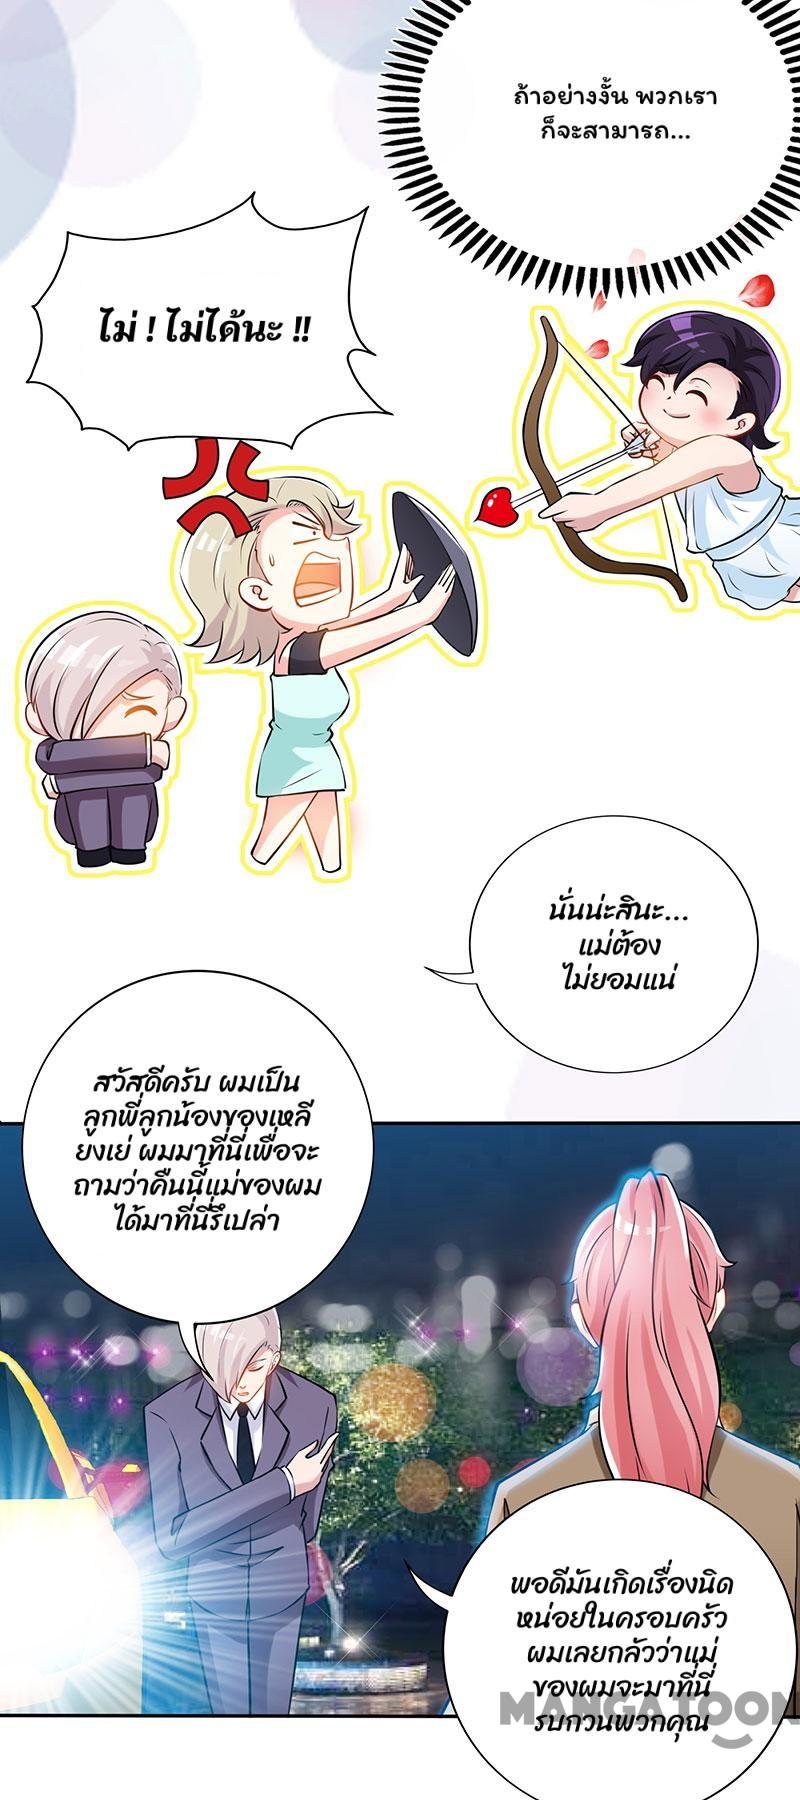 ถ้าอย่างงั้น พวกเรา
ก็จะสามารถ...
ไม่ ! ไม่ได้นะ !!
นั่นน่ะสินะ...
แม่ต้อง
ไม่ยอมแน่
สวัสดีครับ ผมเป็น
ลูกพี่ลูกน้องของเหลี
ยงเย่ ผมมาที่นี่เพื่อจะ
ถามว่าคืนนี้แม่ของผม
ได้มาที่นี่รึเปล่า
พอดีมันเกิดเรื่องนิด
หน่อยในครอบครัว
ผมเลยกลัวว่าแม่
ของผมจะมาที่นี่
รบกวนพวกคุณ
MANGATOON